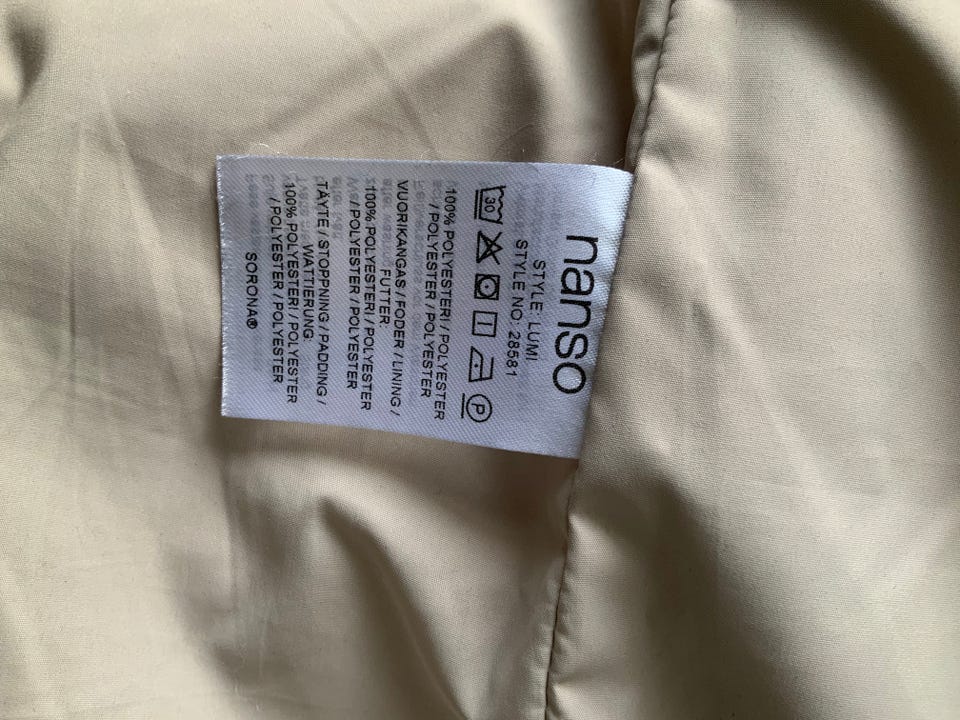 nanso
STYLE: LUMI
STYLE NO: 28581
30 P
100% POLYESTERI / POLYESTER
/ POLYESTER / POLYESTER
VUORIKANGAS / FODER / LINING /
FUTTER:
100% POLYESTERI / POLYESTER
/ POLYESTER / POLYESTER
TÄYTE / STOPPNING / PADDING /
WATTIERUNG:
100% POLYESTERI / POLYESTER
/ POLYESTER / POLYESTER
SORONA®